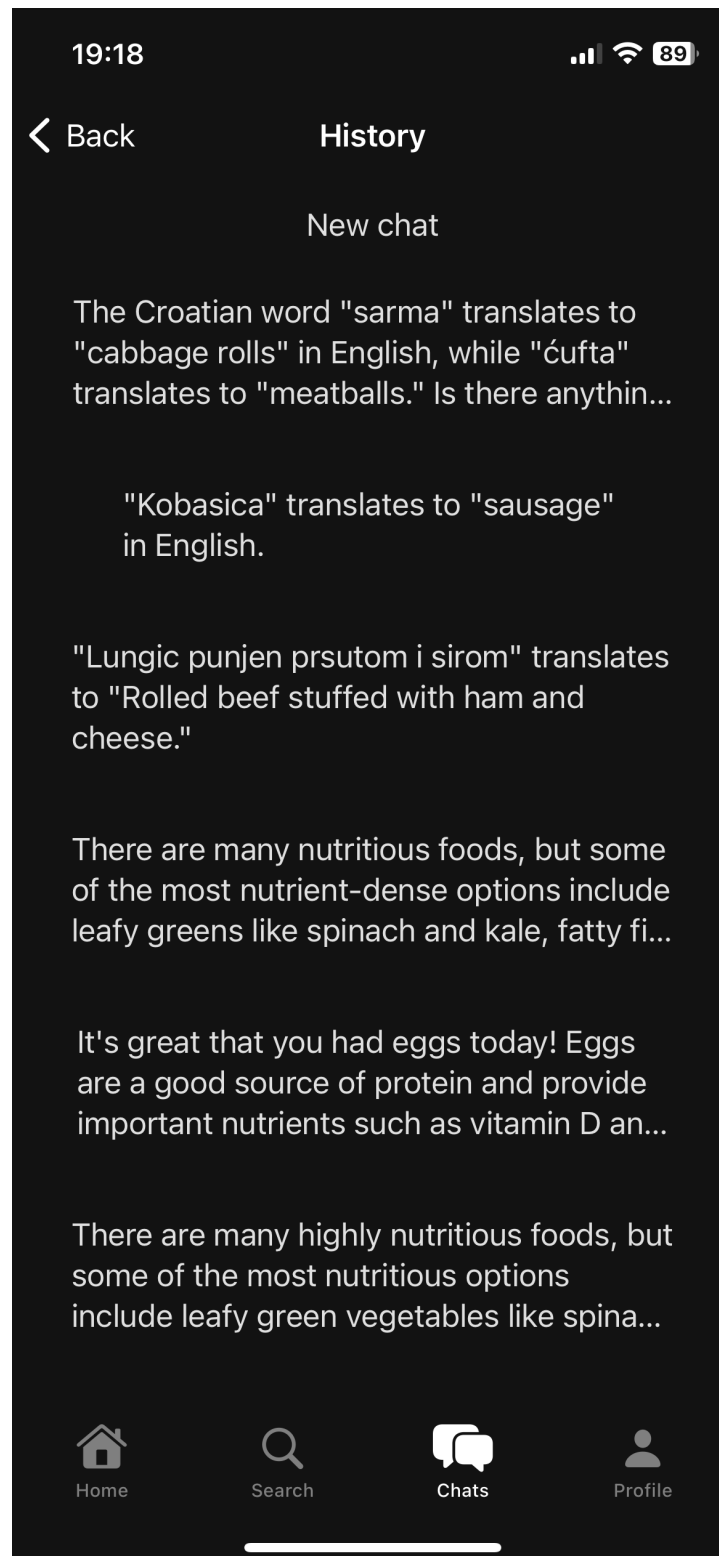 19:18
89
Back
History
New chat
The Croatian word "sarma" translates to
"cabbage rolls" in English, while "ćufta"
translates to "meatballs." Is there anythin...
"Kobasica" translates to "sausage"
in English.
"Lungic punjen prsutom i sirom" translates
to "Rolled beef stuffed with ham and
cheese."
There are many nutritious foods, but some
of the most nutrient-dense options include
leafy greens like spinach and kale, fatty fi...
It's great that you had eggs today! Eggs
are a good source of protein and provide
important nutrients such as vitamin D an...
There are many highly nutritious foods, but
some of the most nutritious options
include leafy green vegetables like spina...
Home
Search
Chats
Profile